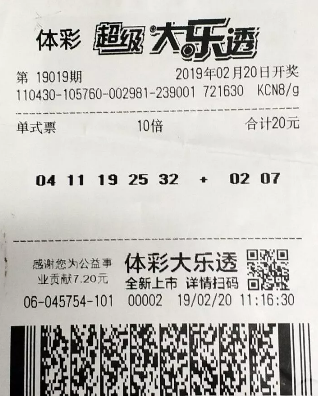 体彩 超级大乐透
第 19019期 2019年02月20日开奖
110430-105760-002981-239001 721630 KCN8/g
单式票 10倍 合计20元
04 11 19 25 32 + 02 07
感谢您为公益事
业贡献7.20元
体彩大乐透
全新上市 详情扫码
06-045754-101 00002 19/02/20 11:16:30